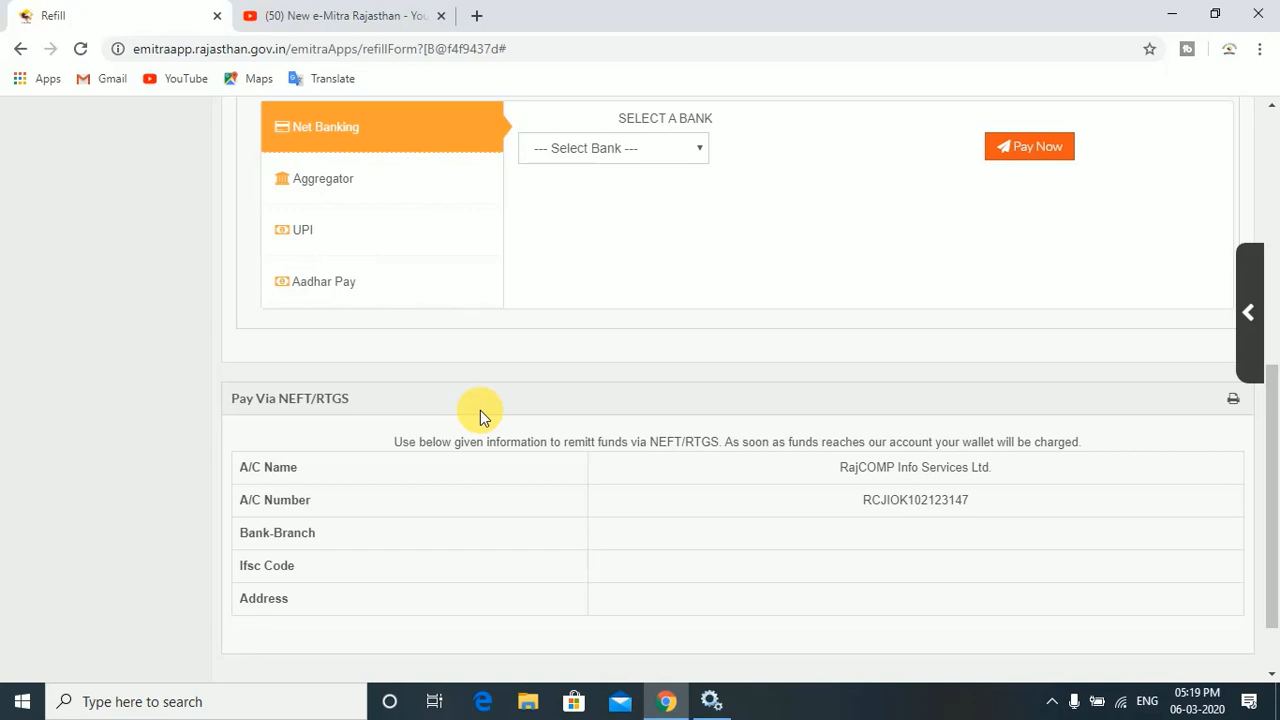 Refill
(50) New e-Mitra Rajasthan - You
emitraapp.rajasthan.gov.in/emitraApps/refillForm?[B@f4f9437d#
Apps Gmail YouTube Maps Translate
Net Banking
SELECT A BANK
--- Select Bank ---
Pay Now
Aggregator
UPI
Aadhar Pay
Pay Via NEFT/RTGS
Use below given information to remitt funds via NEFT/RTGS. As soon as funds reaches our account your wallet will be charged.
A/C Name RajCOMP Info Services Ltd.
A/C Number RCJIOK102123147
Bank-Branch
Ifsc Code
Address
Type here to search
ENG
05:19 PM
06-03-2020